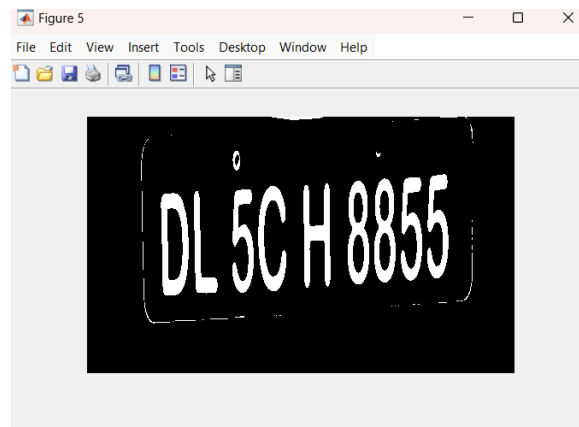 Figure 5
File Edit View Insert Tools Desktop Window Help
DL 5C H 8855